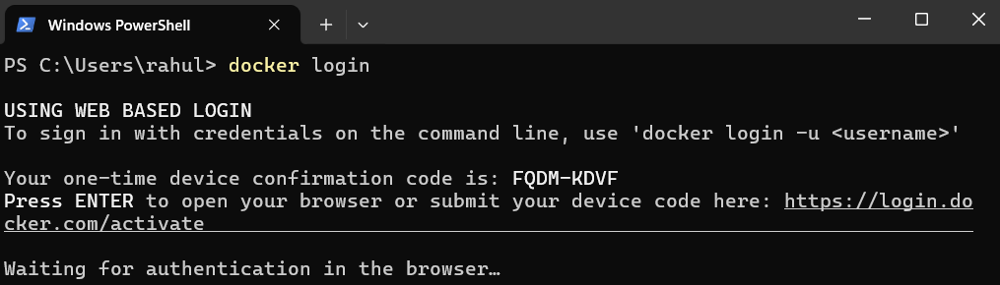 Windows PowerShell
PS C:\Users\rahul> docker login
USING WEB BASED LOGIN
To sign in with credentials on the command line, use 'docker login -u <username>'
Your one-time device confirmation code is: FQDM-KDVF
Press ENTER to open your browser or submit your device code here: https://login.do
cker.com/activate
Waiting for authentication in the browser…